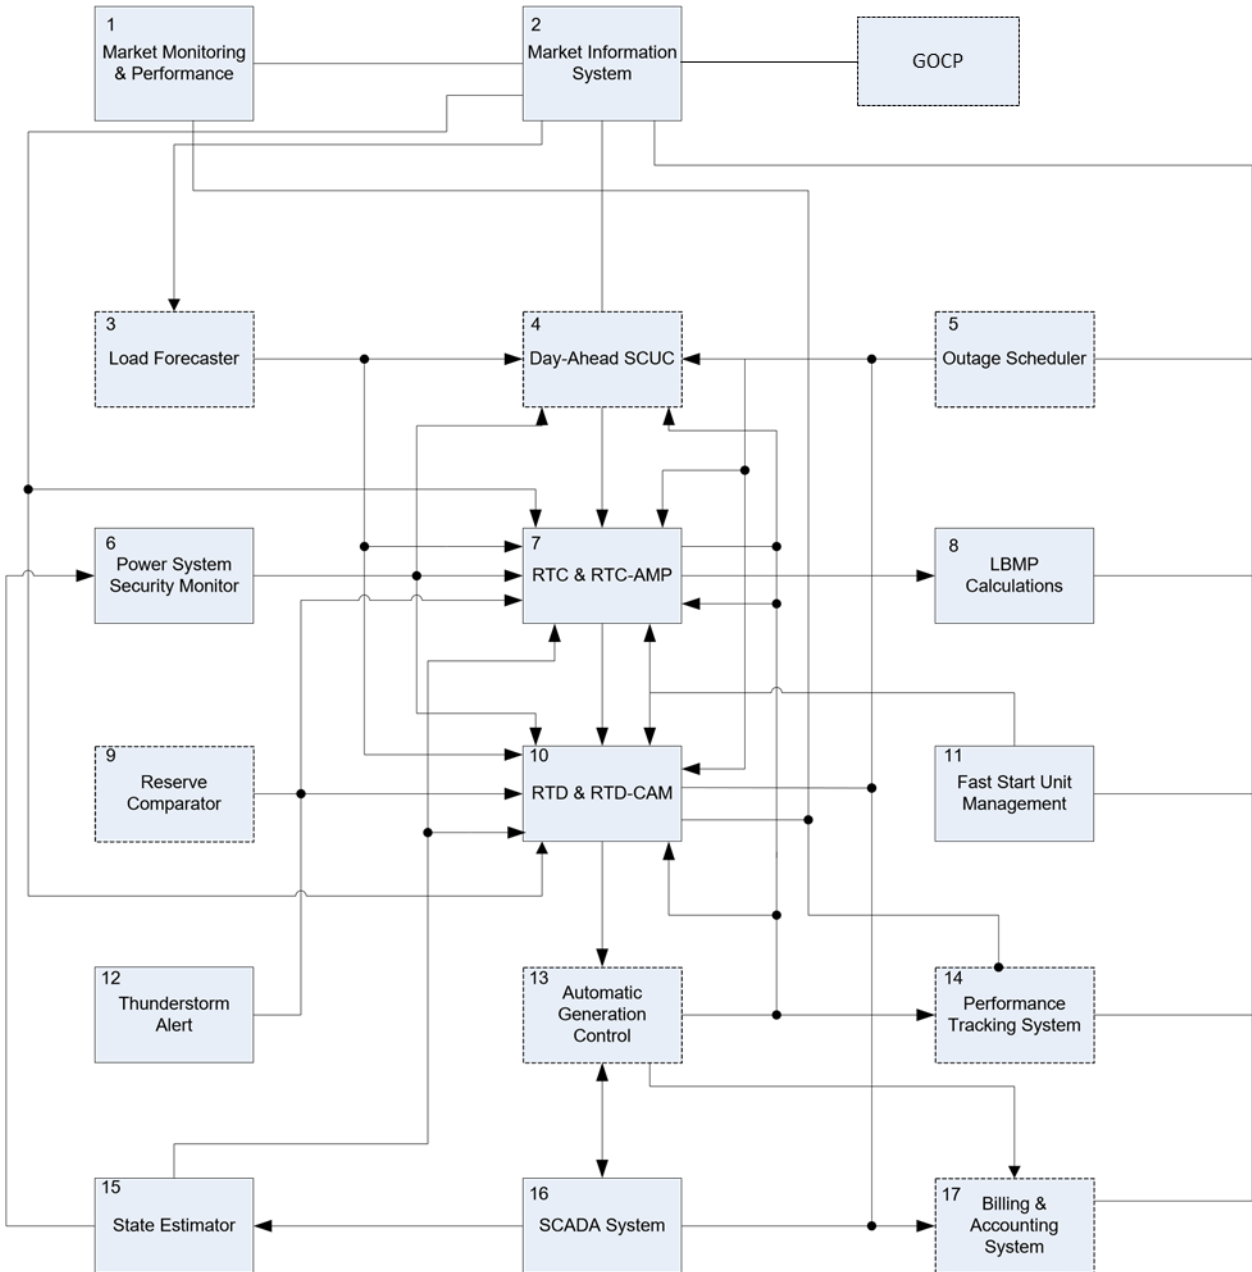 1
Market Monitoring
& Performance
2
Market Information
System
GOCP
3
Load Forecaster
4
Day-Ahead SCUC
5
Outage Scheduler
6
Power System
Security Monitor
7
RTC & RTC-AMP
8
LBMP
Calculations
9
Reserve
Comparator
10
RTD & RTD-CAM
11
Fast Start Unit
Management
12
Thunderstorm
Alert
13
Automatic
Generation
Control
14
Performance
Tracking System
15
State Estimator
16
SCADA System
17
Billing &
Accounting
System